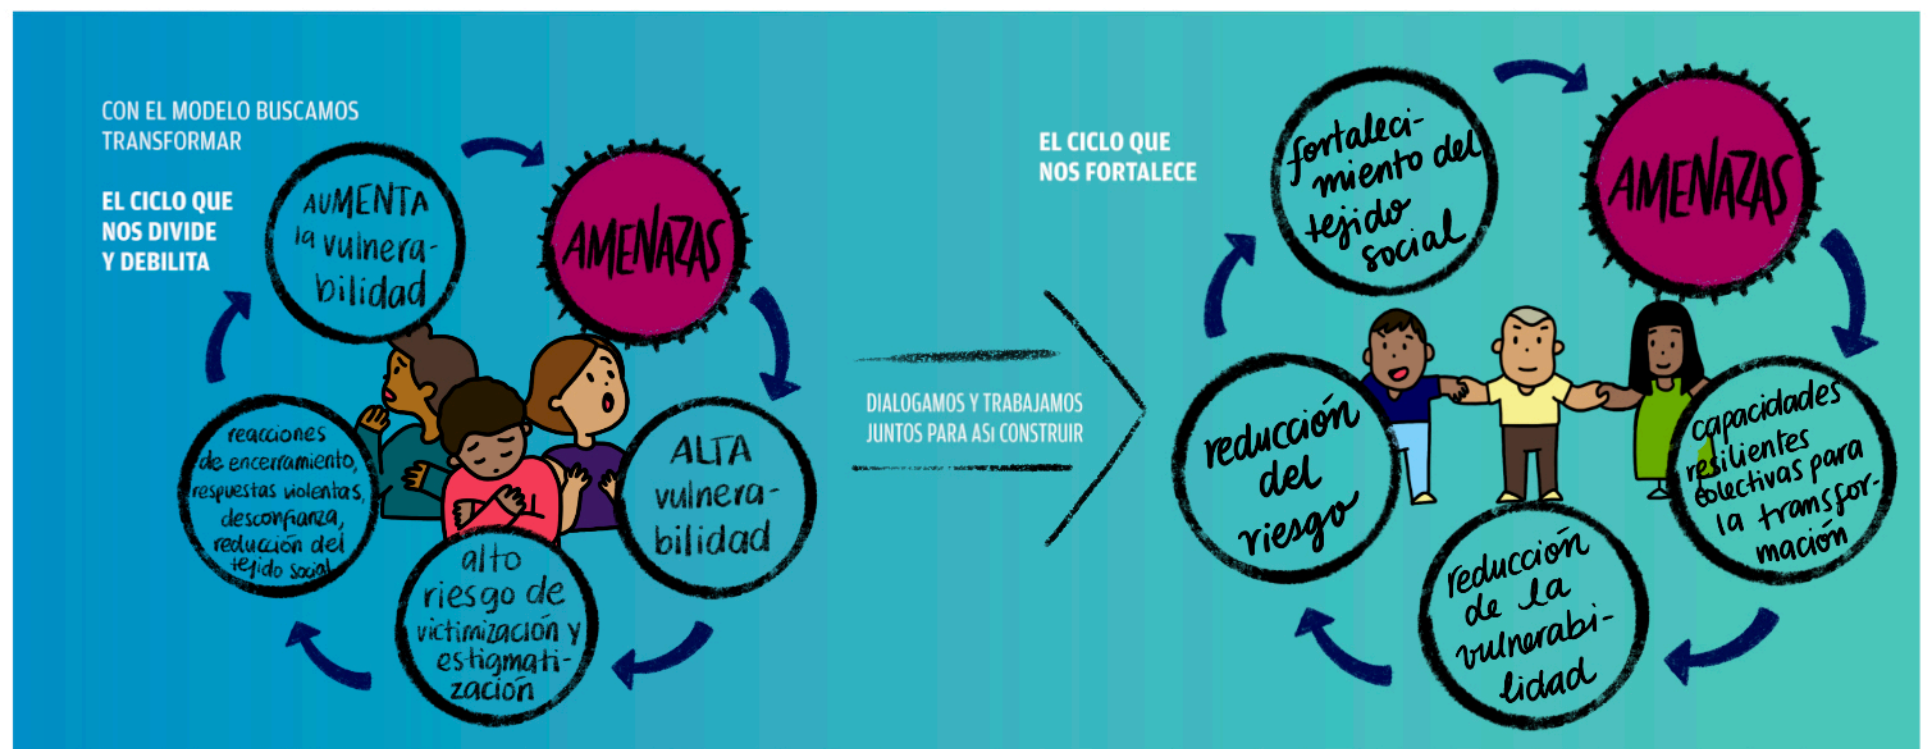 CON EL MODELO BUSCAMOS
TRANSFORMAR
EL CICLO QUE
NOS DIVIDE
Y DEBILITA
AUMENTA
la vulnera-
bilidad
AMENAZAS
ALTA
vulnera-
bilidad
alto
riesgo de
victimización y
estigmati-
zación
reacciones
de encerramiento,
respuestas violentas,
desconfianza,
reducción del
tejido social
DIALOGAMOS Y TRABAJAMOS
JUNTOS PARA ASI CONSTRUIR
EL CICLO QUE
NOS FORTALECE
fortaleci-
miento del
tejido
social
AMENAZAS
capacidades
resilientes
colectivas para
la transfor-
mación
reducción
de la
vulnerabi-
lidad
reducción
del
riesgo